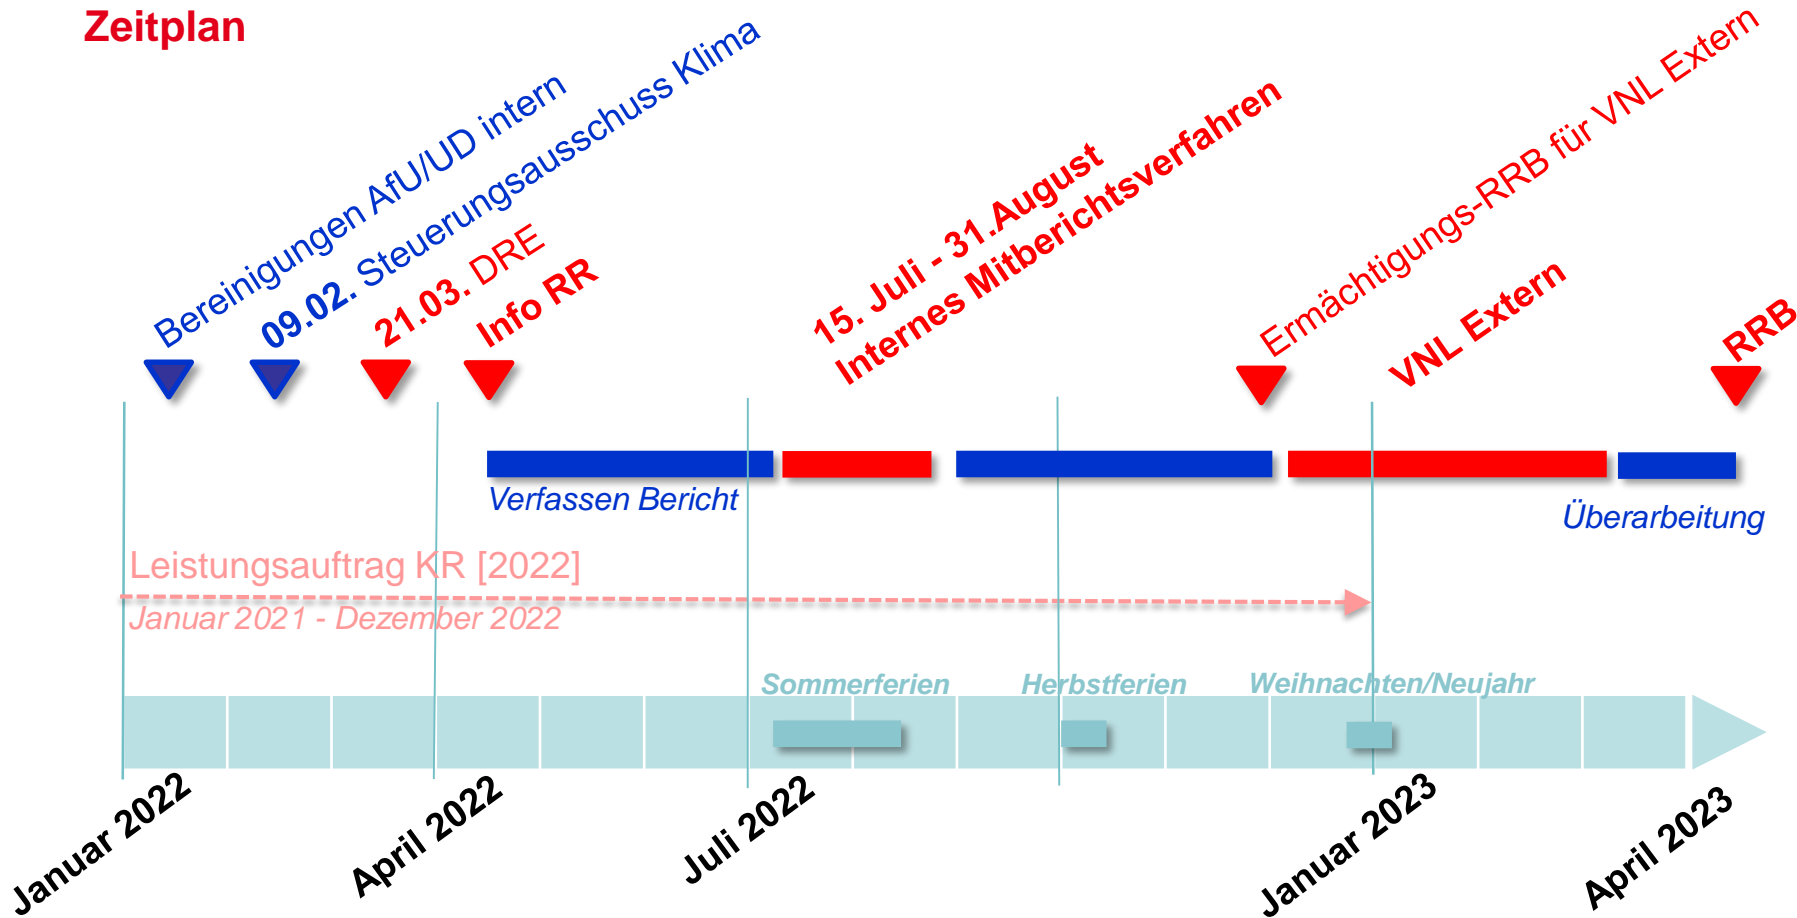 Zeitplan
Bereinigungen AfU/UD intern
09.02. Steuerungsausschuss Klima
21.03. DRE
Info RR
15. Juli - 31.August
Internes Mitberichtsverfahren
Ermächtigungs-RRB für VNL Extern
VNL Extern
RRB
Verfassen Bericht
Überarbeitung
Leistungsauftrag KR [2022]
Januar 2021 - Dezember 2022
Sommerferien
Herbstferien
Weihnachten/Neujahr
Januar 2022
April 2022
Juli 2022
Januar 2023
April 2023